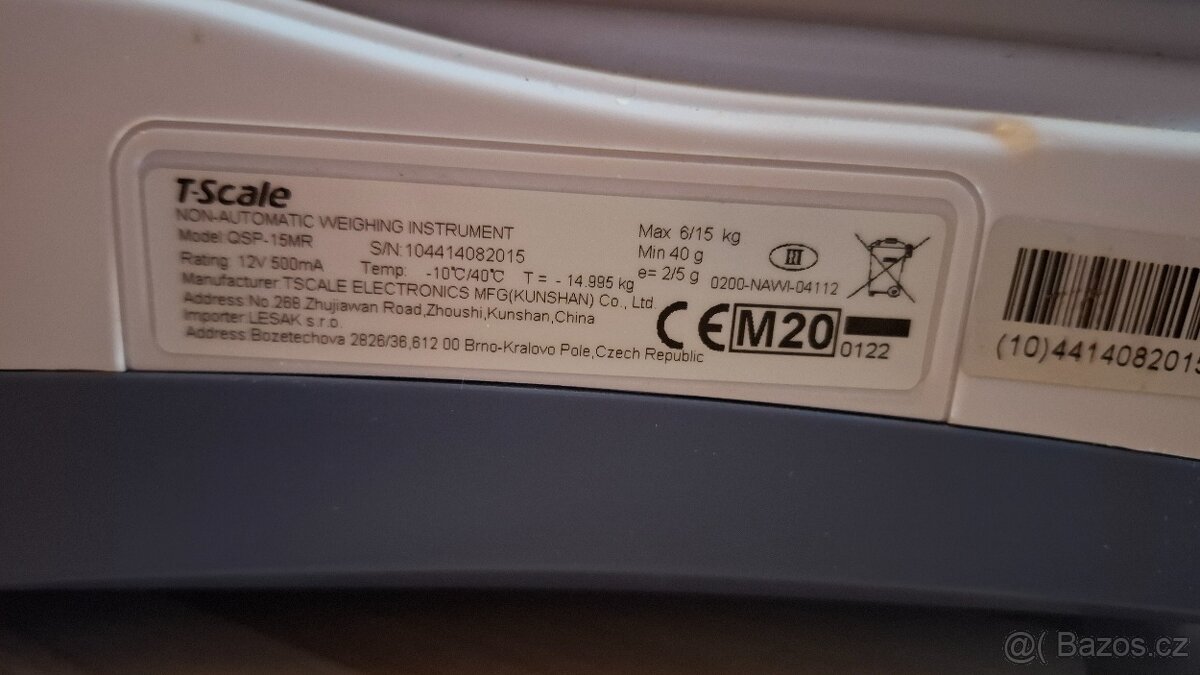 T-Scale
NON-AUTOMATIC WEIGHING INSTRUMENT
Model:QSP-15MR S/N:104414082015
Rating: 12V 500mA Temp: -10℃/40℃ T = - 14.995 kg
Manufacturer:TSCALE ELECTRONICS MFG(KUNSHAN) Co., Ltd.
Address:No.268.Zhujiawan Road,Zhoushi,Kunshan,China
Importer:LESAK s.r.o.
Address:Bozetechova 2826/36,612 00 Brno-Kralovo Pole,Czech Republic
Max 6/15 kg
Min 40 g
e= 2/5 g
III
0200-NAWI-04112
CE M20 0122
(10)4414082015
@( Bazos.cz